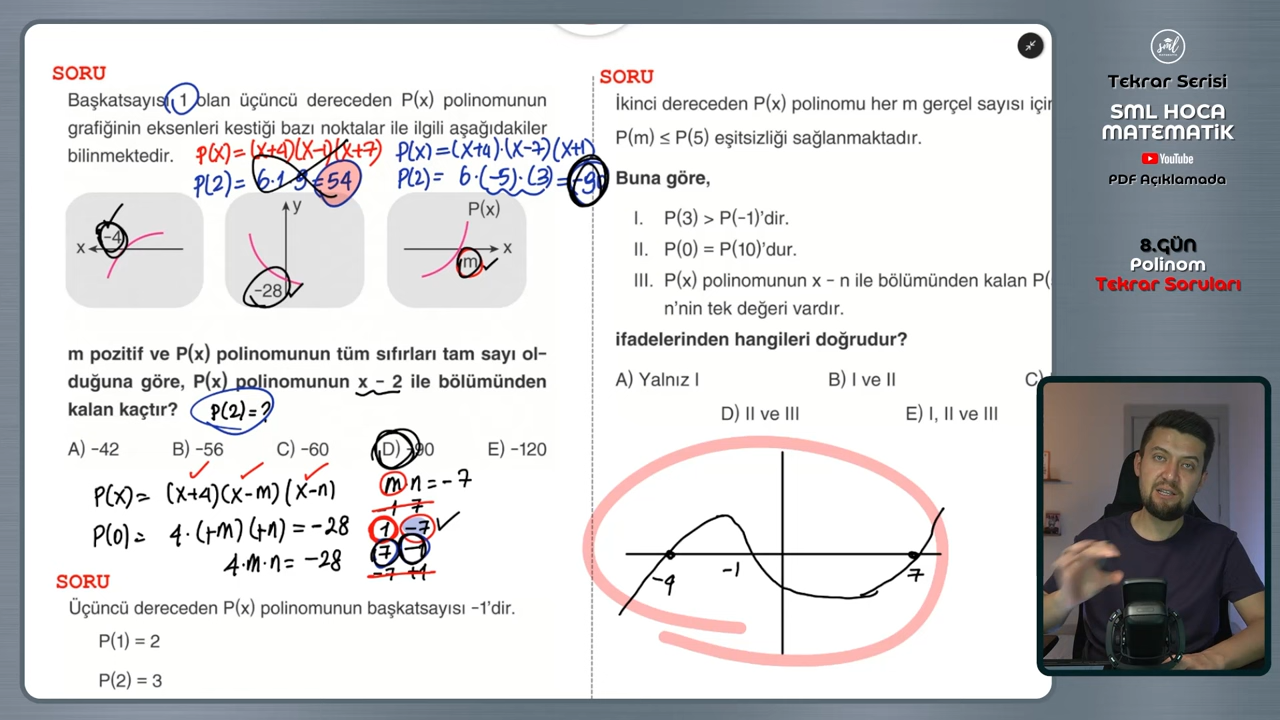 SORU
Başkatsayısı 1 olan üçüncü dereceden P(x) polinomunun
grafiğinin eksenleri kestiği bazı noktalar ile ilgili aşağıdakiler
bilinmektedir.
P(x) = (x+4)(x-1)(x+7)
P(2) = 6.1.9 = 54
P(x) = (x+4).(x-7)(x+1)
P(2) = 6.(-5).(3) = -90
x
-4
y
-28
P(x)
m
x
m pozitif ve P(x) polinomunun tüm sıfırları tam sayı ol-
duğuna göre, P(x) polinomunun x - 2 ile bölümünden
kalan kaçtır?
P(2) = ?
A) -42
B) -56
C) -60
D) -90
E) -120
P(x) = (x+4)(x-m)(x-n)
P(0) = 4.(+m)(+n) = -28
4.m.n = -28
m n = -7
-1 7
1 -7
7 -1
-7 +1
SORU
Üçüncü dereceden P(x) polinomunun başkatsayısı -1'dir.
P(1) = 2
P(2) = 3
SORU
İkinci dereceden P(x) polinomu her m gerçel sayısı için
P(m) ≤ P(5) eşitsizliği sağlanmaktadır.
Buna göre,
I. P(3) > P(-1)'dir.
II. P(0) = P(10)'dur.
III. P(x) polinomunun x - n ile bölümünden kalan P(
n'nin tek değeri vardır.
ifadelerinden hangileri doğrudur?
A) Yalnız I
B) I ve II
C)
D) II ve III
E) I, II ve III
-4
-1
7
sml
Tekrar Serisi
SML HOCA
MATEMATİK
YouTube
PDF Açıklamada
8.GÜN
Polinom
Tekrar Soruları